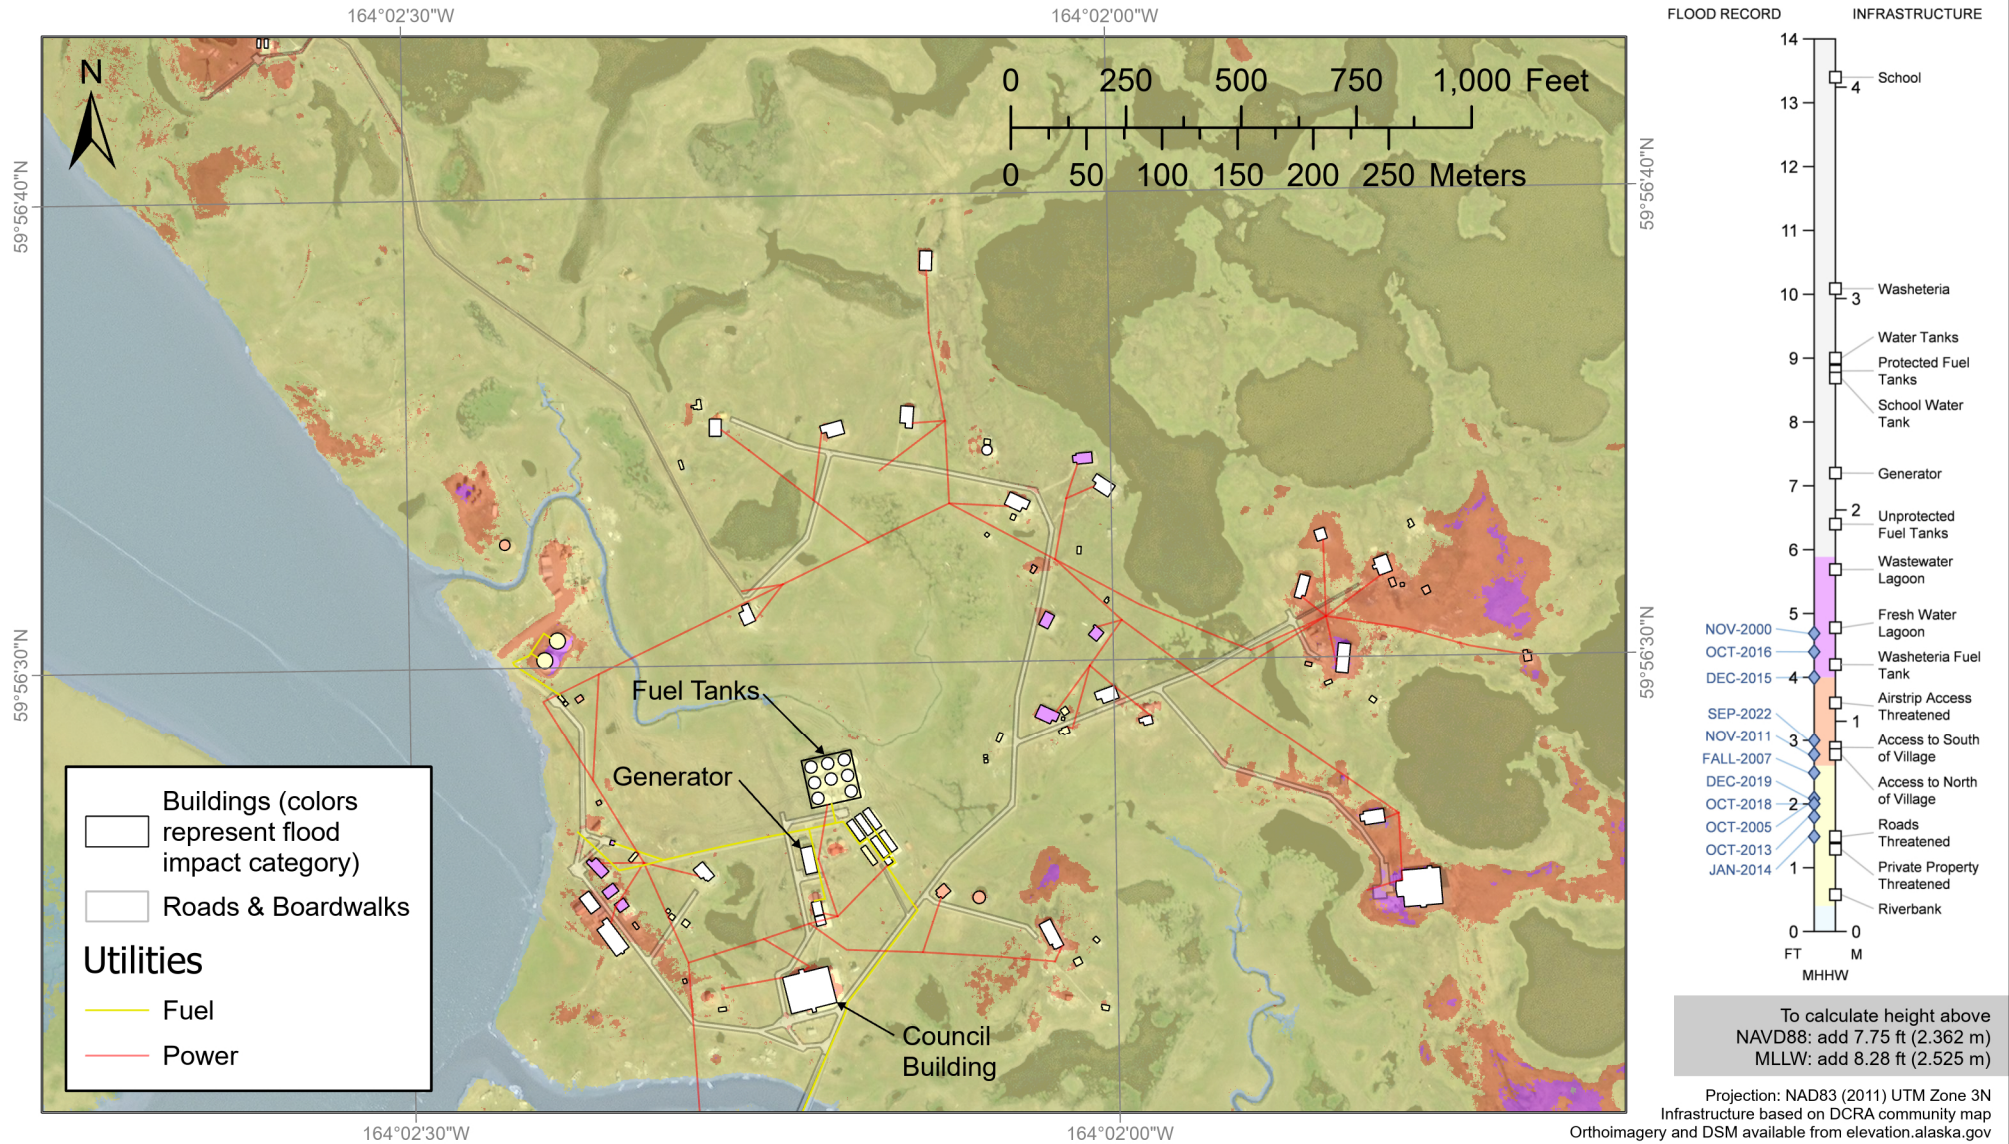 164°02'30"W
164°02'00"W
N
0 250 500 750 1,000 Feet
0 50 100 150 200 250 Meters
59°56'40"N
59°56'40"N
59°56'30"N
59°56'30"N
Fuel Tanks
Generator
Council
Building
Buildings (colors
represent flood
impact category)
Roads & Boardwalks
Utilities
Fuel
Power
164°02'30"W
164°02'00"W
FLOOD RECORD
INFRASTRUCTURE
14
13
12
11
10
9
8
7
6
5
4
3
2
1
0
FT
4
3
2
1
0
M
MHHW
NOV-2000
OCT-2016
DEC-2015
SEP-2022
NOV-2011
FALL-2007
DEC-2019
OCT-2018
OCT-2005
OCT-2013
JAN-2014
School
Washeteria
Water Tanks
Protected Fuel
Tanks
School Water
Tank
Generator
Unprotected
Fuel Tanks
Wastewater
Lagoon
Fresh Water
Lagoon
Washeteria Fuel
Tank
Airstrip Access
Threatened
Access to South
of Village
Access to North
of Village
Roads
Threatened
Private Property
Threatened
Riverbank
To calculate height above
NAVD88: add 7.75 ft (2.362 m)
MLLW: add 8.28 ft (2.525 m)
Projection: NAD83 (2011) UTM Zone 3N
Infrastructure based on DCRA community map
Orthoimagery and DSM available from elevation.alaska.gov